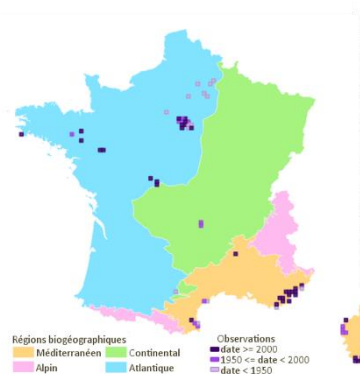 Régions biogéographiques
Méditerranéen
Continental
Alpin
Atlantique
Observations
date >= 2000
1950 <= date < 2000
date < 1950